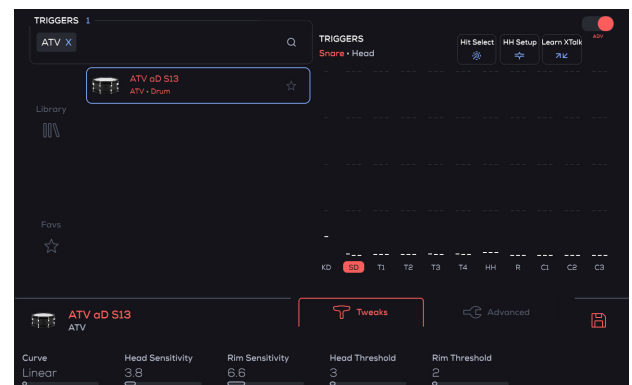 TRIGGERS 1
ATV X
ATV aD S13
ATV • Drum
Library
Favs
TRIGGERS
Snare • Head
Hit Select
HH Setup
Learn XTalk
ADV
KD SD T1 T2 T3 T4 HH R C1 C2 C3
ATV aD S13
ATV
Tweaks
Advanced
Curve
Linear
Head Sensitivity
3.8
Rim Sensitivity
6.6
Head Threshold
3
Rim Threshold
2